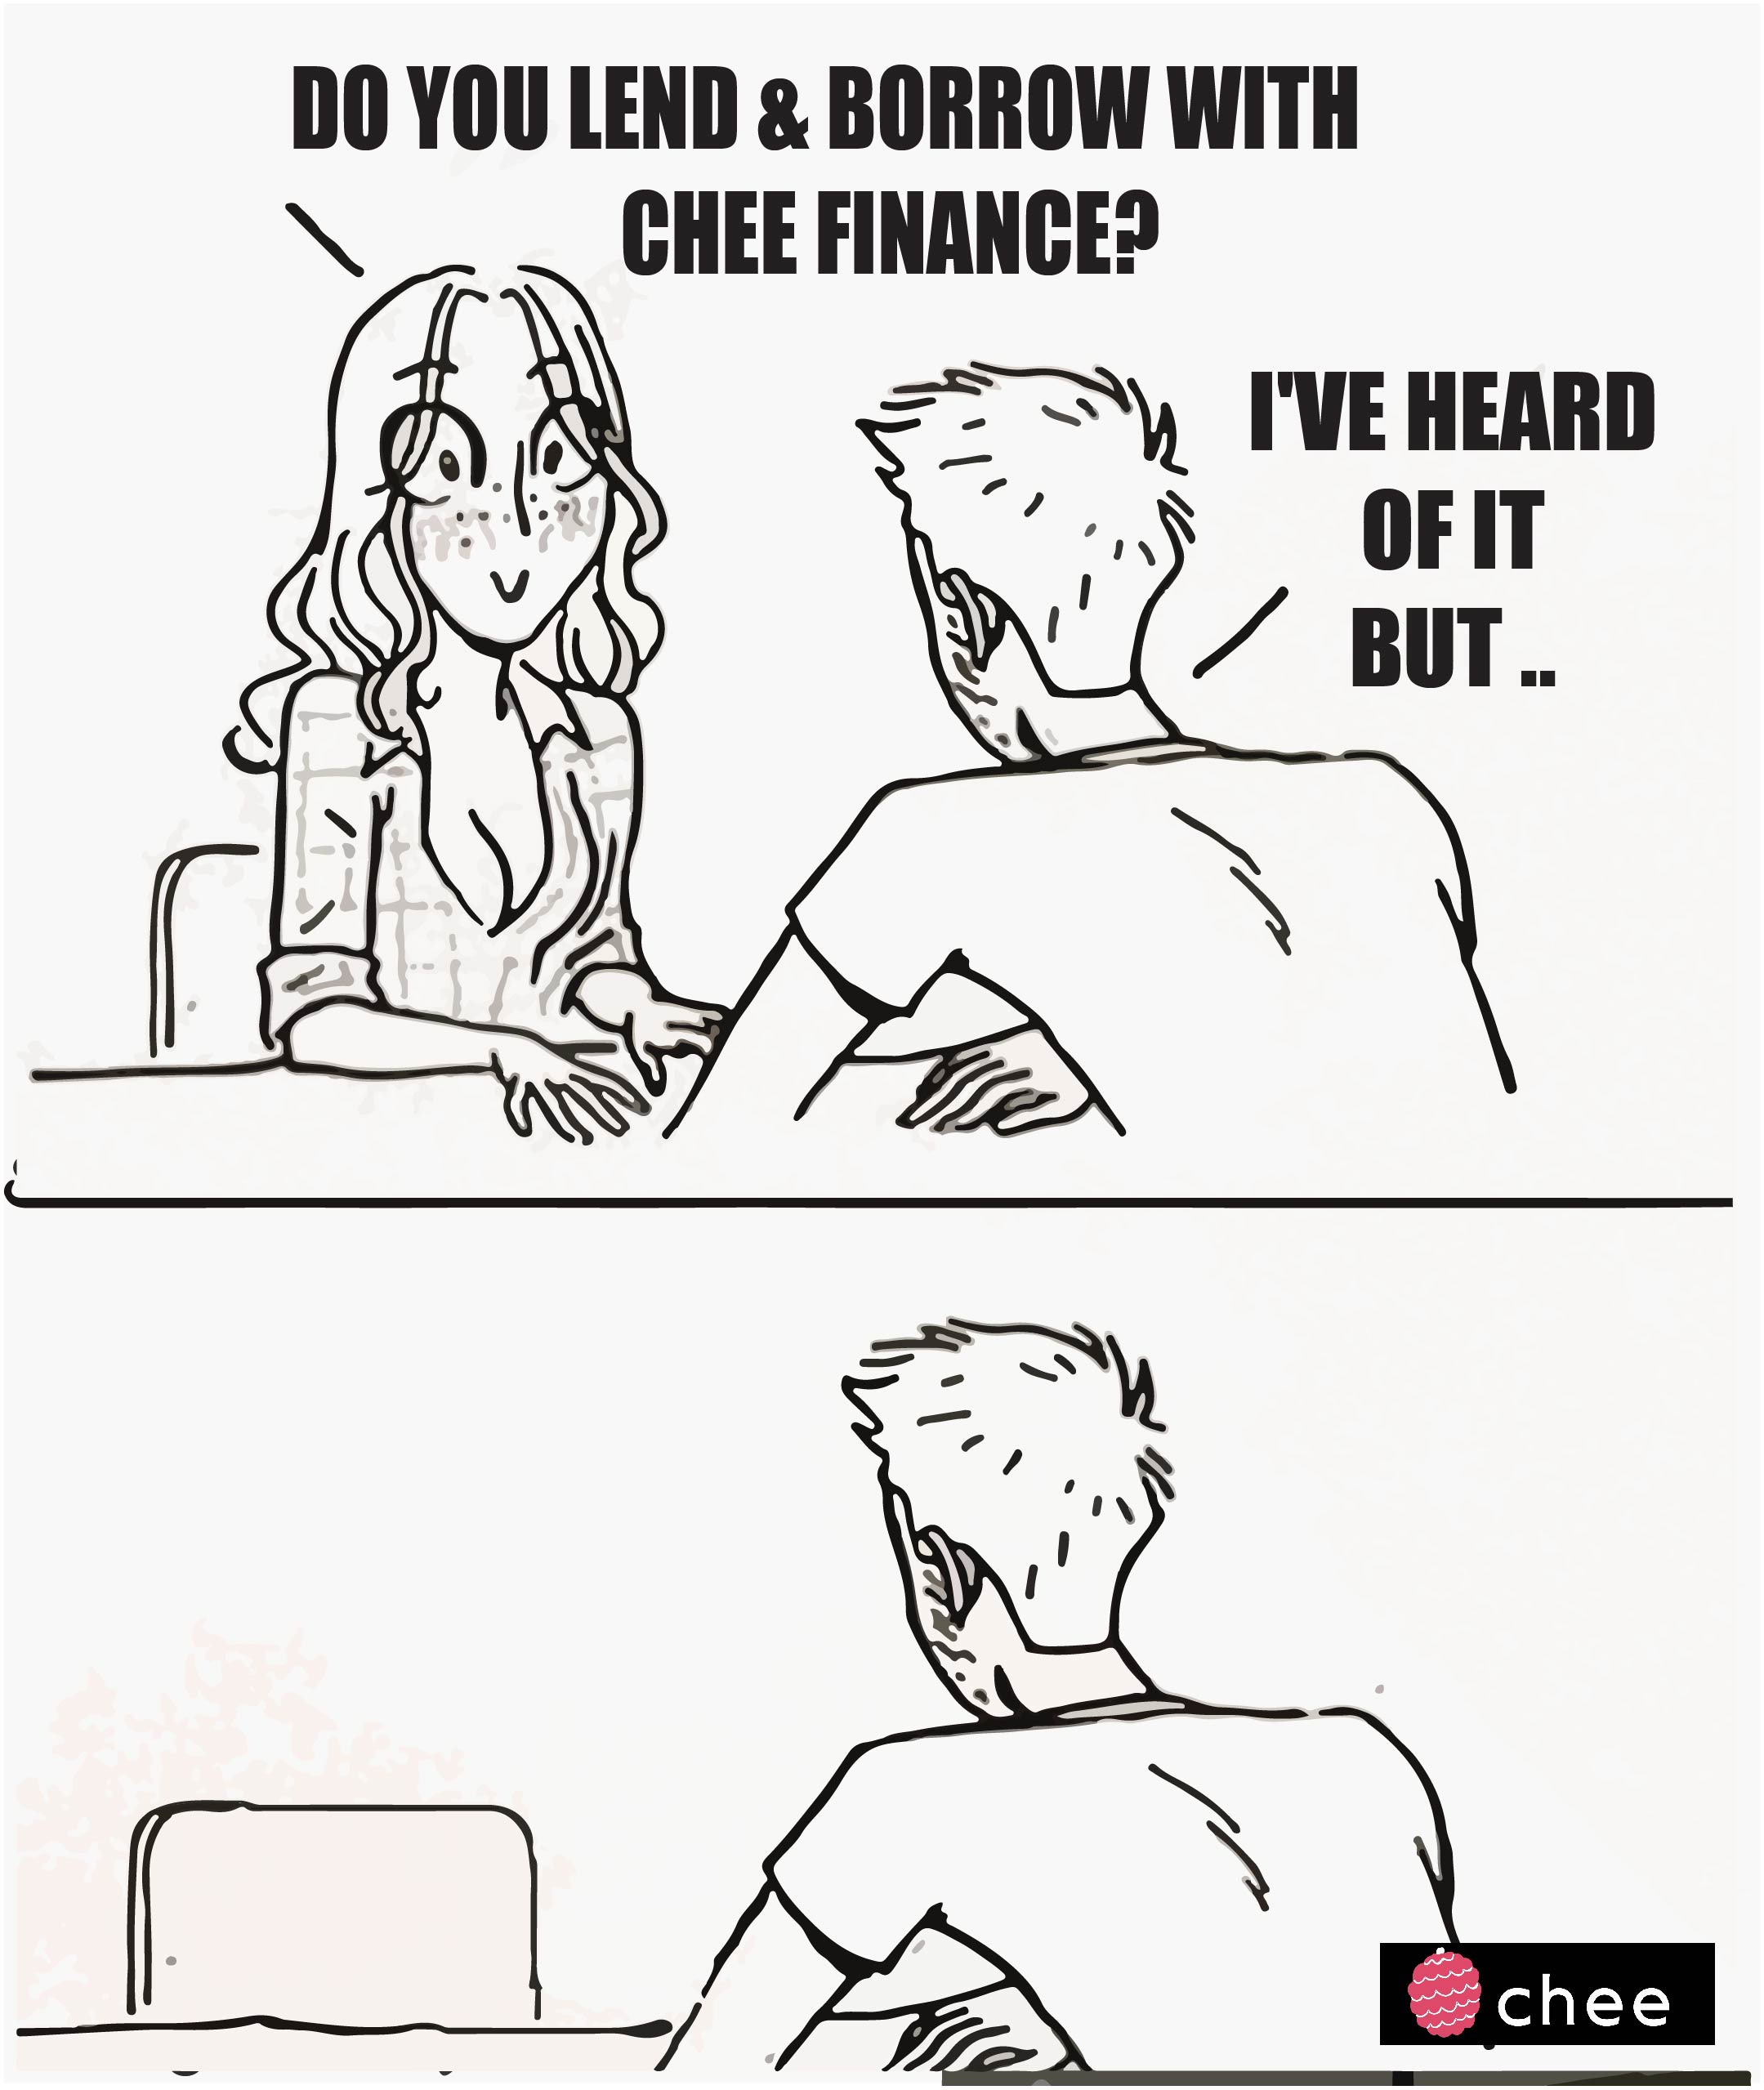 DO YOU LEND & BORROW WITH
CHEE FINANCE?
I'VE HEARD
OF IT
BUT ..
chee